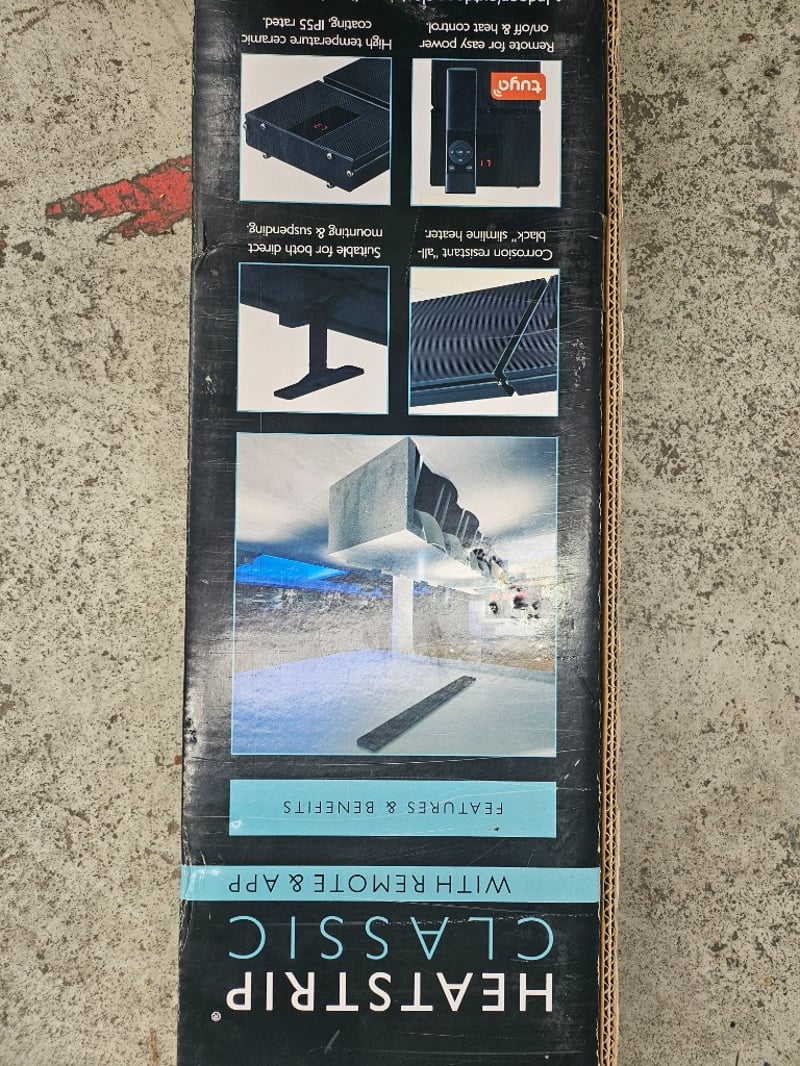 HEATSTRIP®
CLASSIC
WITH REMOTE & APP
FEATURES & BENEFITS
Corrosion resistant "all-
black" slimline heater.
Suitable for both direct
mounting & suspending.
tuya
17
Remote for easy power
on/off & heat control.
High temperature ceramic
coating, IP55 rated.